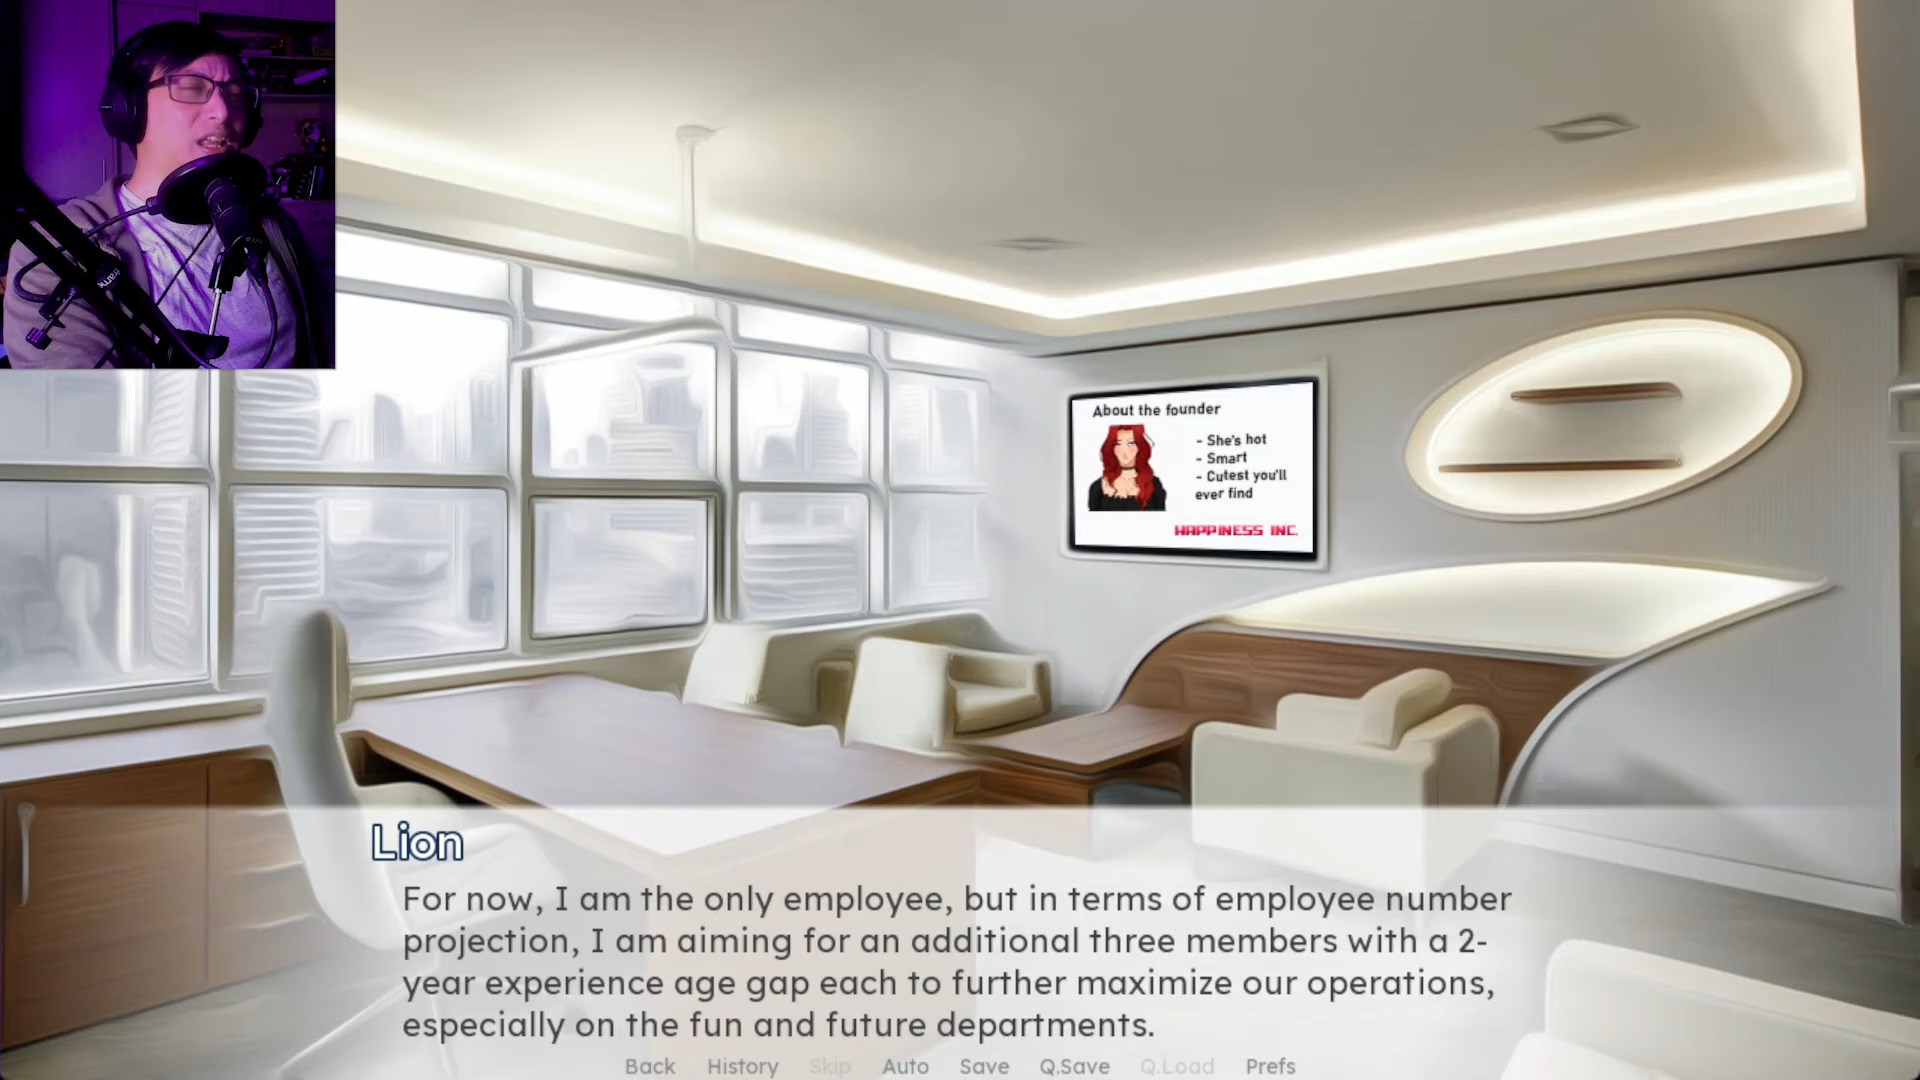 About the founder
- She's hot
- Smart
- Cutest you'll
ever find
HAPPINESS INC.
Lion
For now, I am the only employee, but in terms of employee number
projection, I am aiming for an additional three members with a 2-
year experience age gap each to further maximize our operations,
especially on the fun and future departments.
Back History Skip Auto Save Q.Save Q.Load Prefs